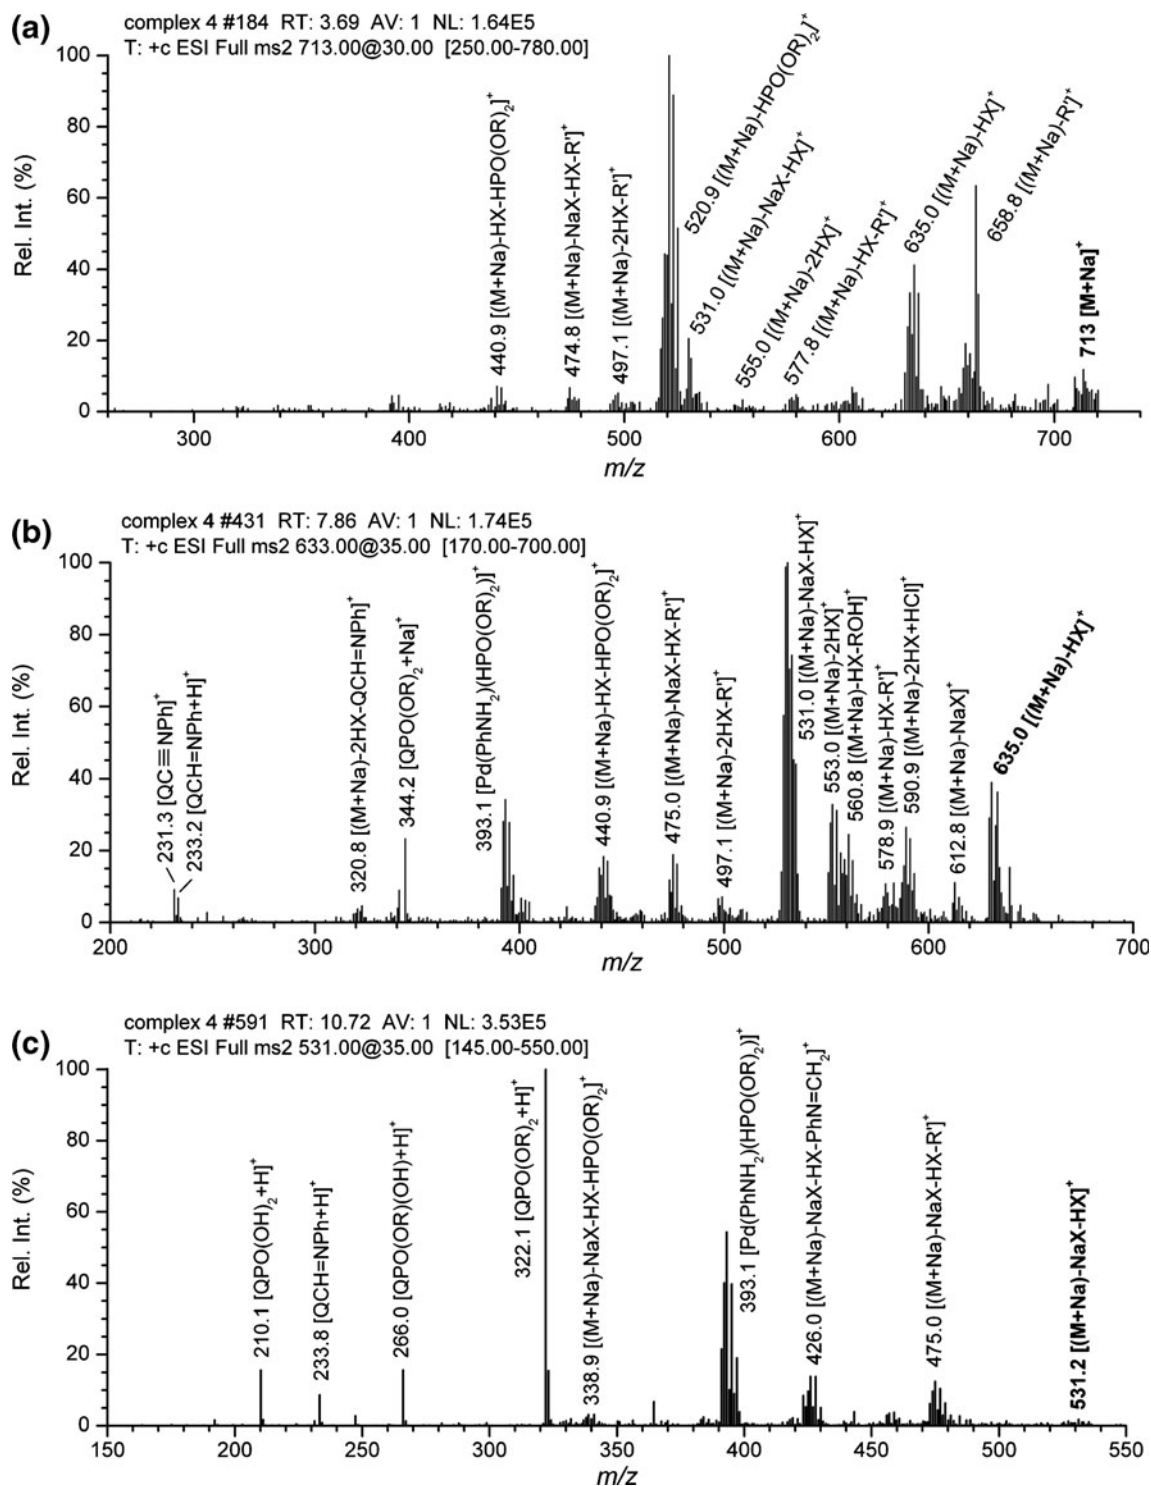 (a)
complex 4 #184 RT: 3.69 AV: 1 NL: 1.64E5
T: +c ESI Full ms2 713.00@30.00 [250.00-780.00]
Rel. Int. (%)
100
80
60
40
20
0
440.9 [(M+Na)-HX-HPO(OR)₂]⁺
474.8 [(M+Na)-NaX-HX-R']⁺
497.1 [(M+Na)-2HX-R']⁺
520.9 [(M+Na)-HPO(OR)₂]⁺
531.0 [(M+Na)-NaX-HX]⁺
555.0 [(M+Na)-2HX]⁺
577.8 [(M+Na)-HX-R']⁺
635.0 [(M+Na)-HX]⁺
658.8 [(M+Na)-R']⁺
713 [M+Na]⁺
300 400 500 600 700
m/z
(b)
complex 4 #431 RT: 7.86 AV: 1 NL: 1.74E5
T: +c ESI Full ms2 633.00@35.00 [170.00-700.00]
Rel. Int. (%)
100
80
60
40
20
0
231.3 [QC≡NPh]⁺
233.2 [QCH=NPh+H]⁺
320.8 [(M+Na)-2HX-QCH=NPh]⁺
344.2 [QPO(OR)₂+Na]⁺
393.1 [Pd(PhNH₂)(HPO(OR)₂)]⁺
440.9 [(M+Na)-HX-HPO(OR)₂]⁺
475.0 [(M+Na)-NaX-HX-R']⁺
497.1 [(M+Na)-2HX-R']⁺
531.0 [(M+Na)-NaX-HX]⁺
553.0 [(M+Na)-2HX]
560.8 [(M+Na)-HX-ROH]⁺
578.9 [(M+Na)-HX-R']⁺
590.9 [(M+Na)-2HX+HCl]⁺
612.8 [(M+Na)-NaX]⁺
635.0 [(M+Na)-HX]⁺
200 300 400 500 600 700
m/z
(c)
complex 4 #591 RT: 10.72 AV: 1 NL: 3.53E5
T: +c ESI Full ms2 531.00@35.00 [145.00-550.00]
Rel. Int. (%)
100
80
60
40
20
0
210.1 [QPO(OH)₂+H]⁺
233.8 [QCH=NPh+H]⁺
266.0 [QPO(OR)(OH)+H]⁺
322.1 [QPO(OR)₂+H]⁺
338.9 [(M+Na)-NaX-HX-HPO(OR)₂]⁺
393.1 [Pd(PhNH₂)(HPO(OR)₂)]⁺
426.0 [(M+Na)-NaX-HX-PhN=CH₂]⁺
475.0 [(M+Na)-NaX-HX-R']⁺
531.2 [(M+Na)-NaX-HX]⁺
150 200 250 300 350 400 450 500 550
m/z